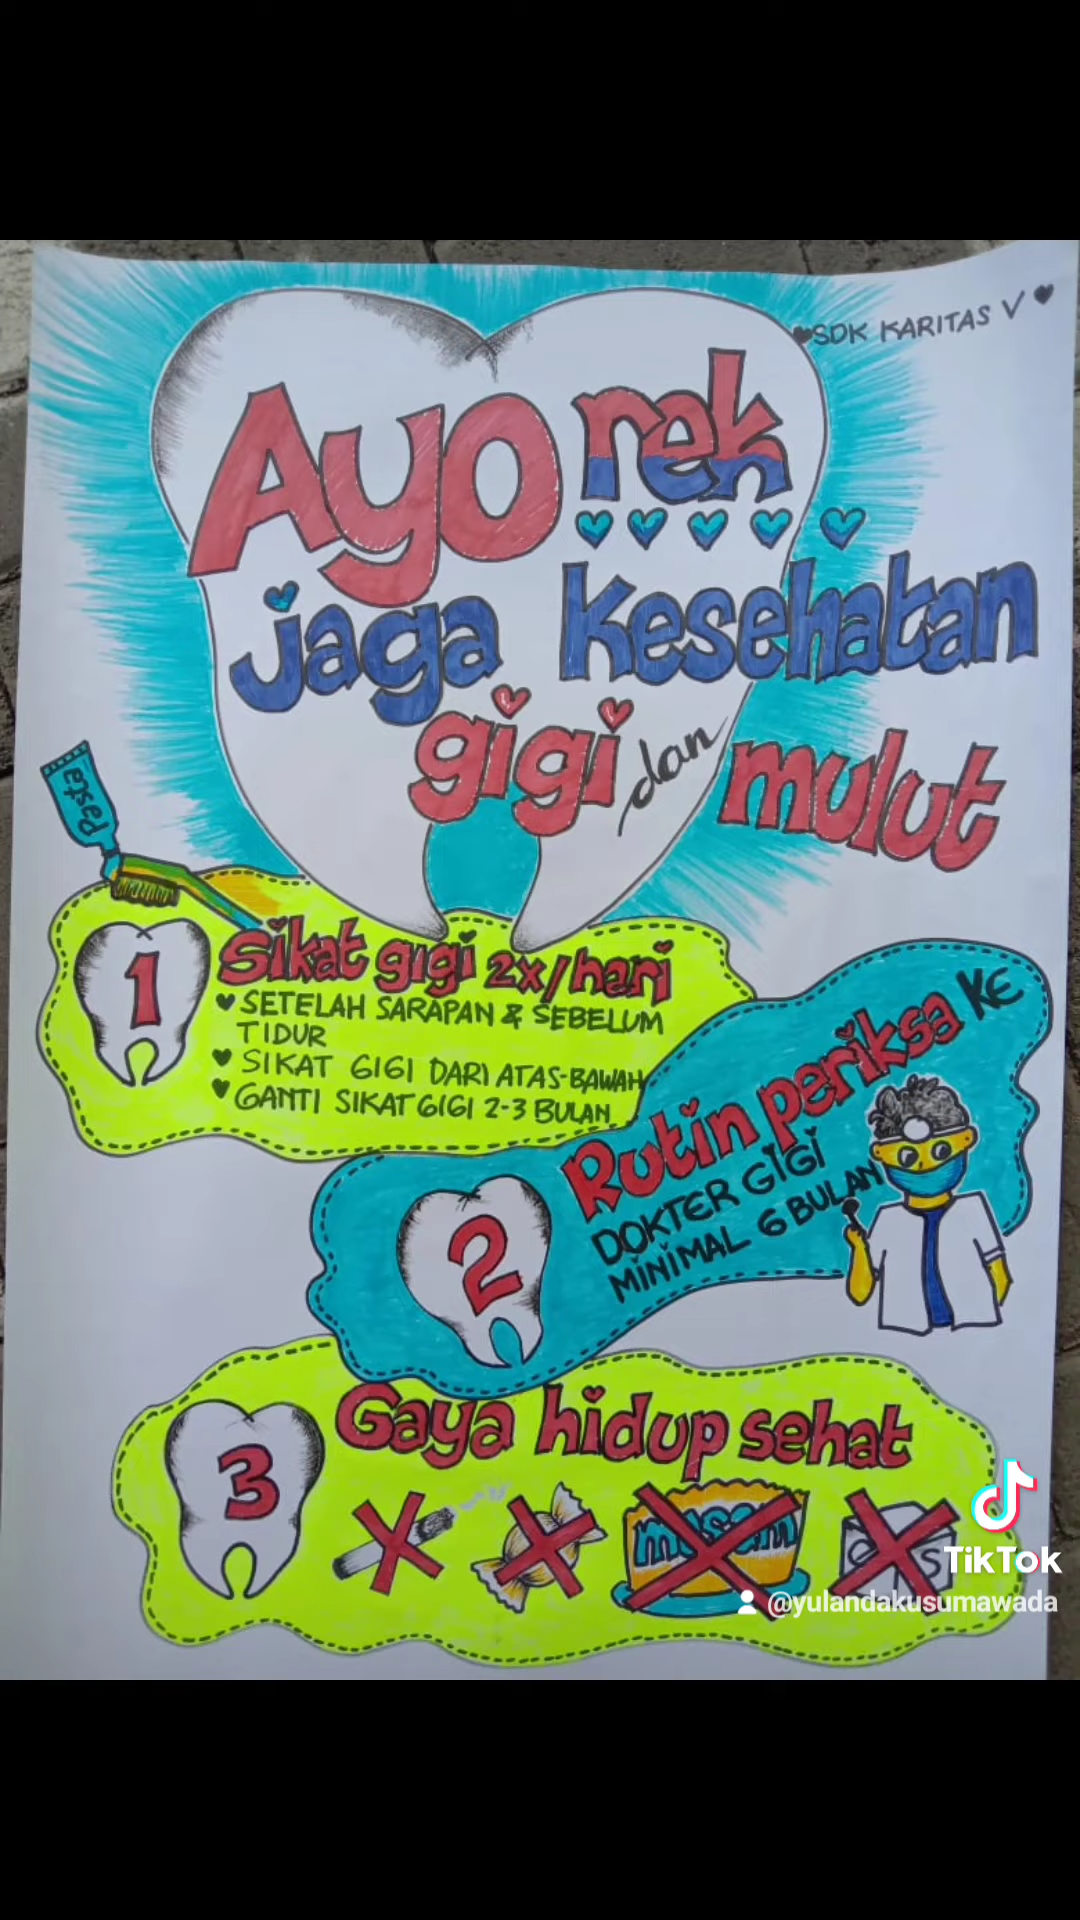 SDK KARITAS V
Ayo rek
jaga kesehatan
gigi dan mulut
Pasta
1 Sikat gigi 2x/hari
SETELAH SARAPAN & SEBELUM
TIDUR
SIKAT GIGI DARI ATAS-BAWAH
GANTI SIKAT GIGI 2-3 BULAN
2 Rutin periksa KE
DOKTER GIGI
MINIMAL 6 BULAN
3 Gaya hidup sehat
masam
TikTok
@yulandakusumawada